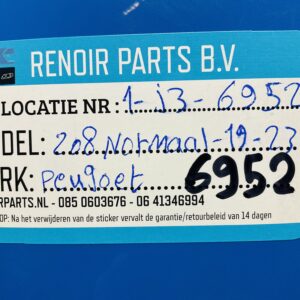 RENOIR PARTS B.V.
LOCATIE NR : 1-j3-6952
DEL: 208 Normaal-19-23
RK: peugoet 6952
RPARTS.NL - 085 0603676 - 06 41346994
OP: Na het verwijderen van de sticker vervalt de garantie/retourbeleid van 14 dagen